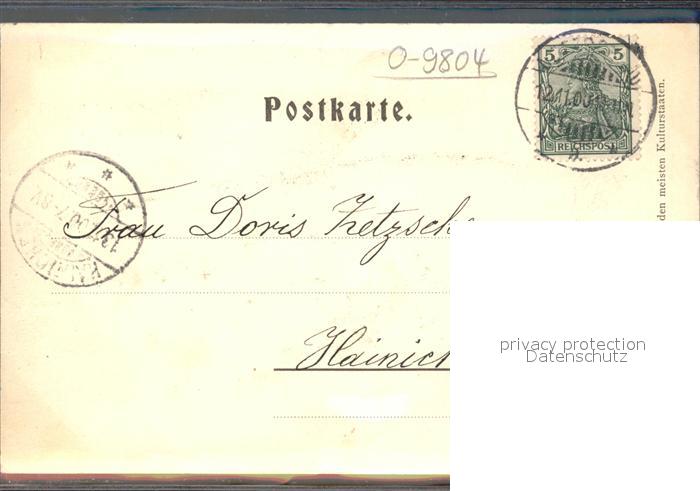 O-9804
Postkarte.
5 5
REICHSPOST
den meisten Kulturstaaten.
Frau Doris Zetzsch
Hainich
privacy protection
Datenschutz